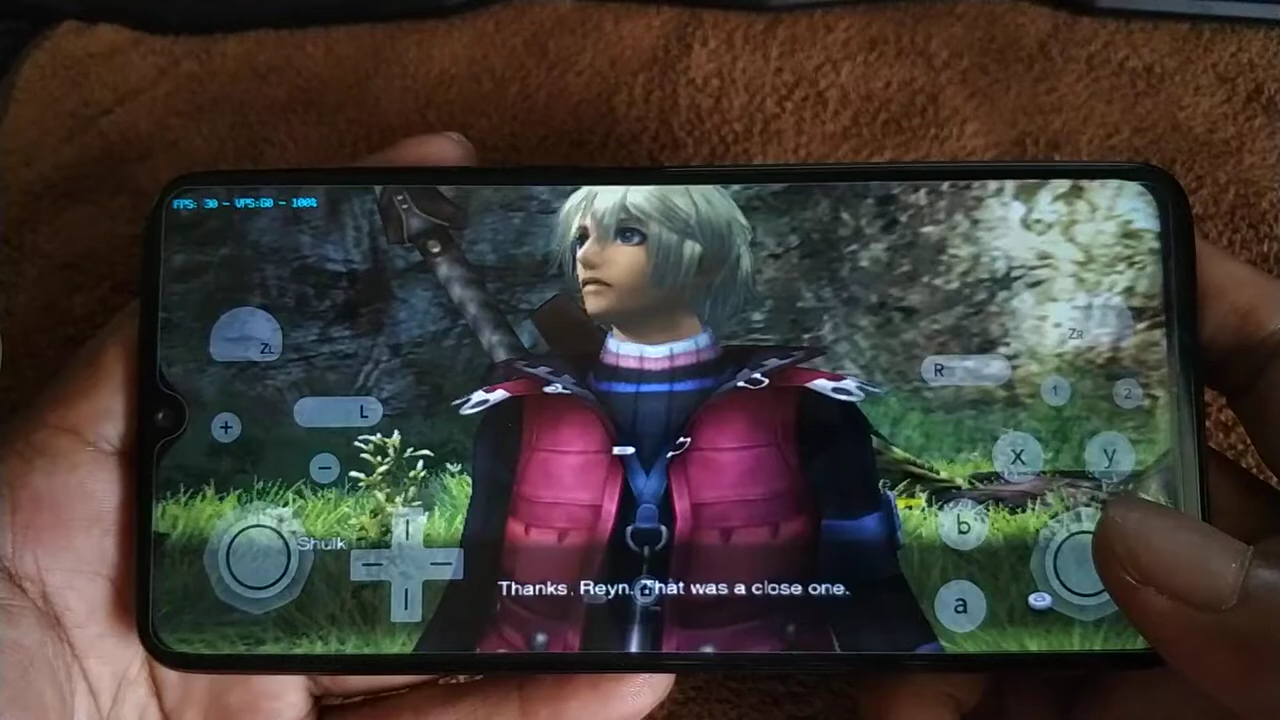 FPS: 30 - VPS:60 - 100%
ZL
ZR
R
L
1
2
+
-
x
y
b
Shulk
Thanks, Reyn. That was a close one.
a
a